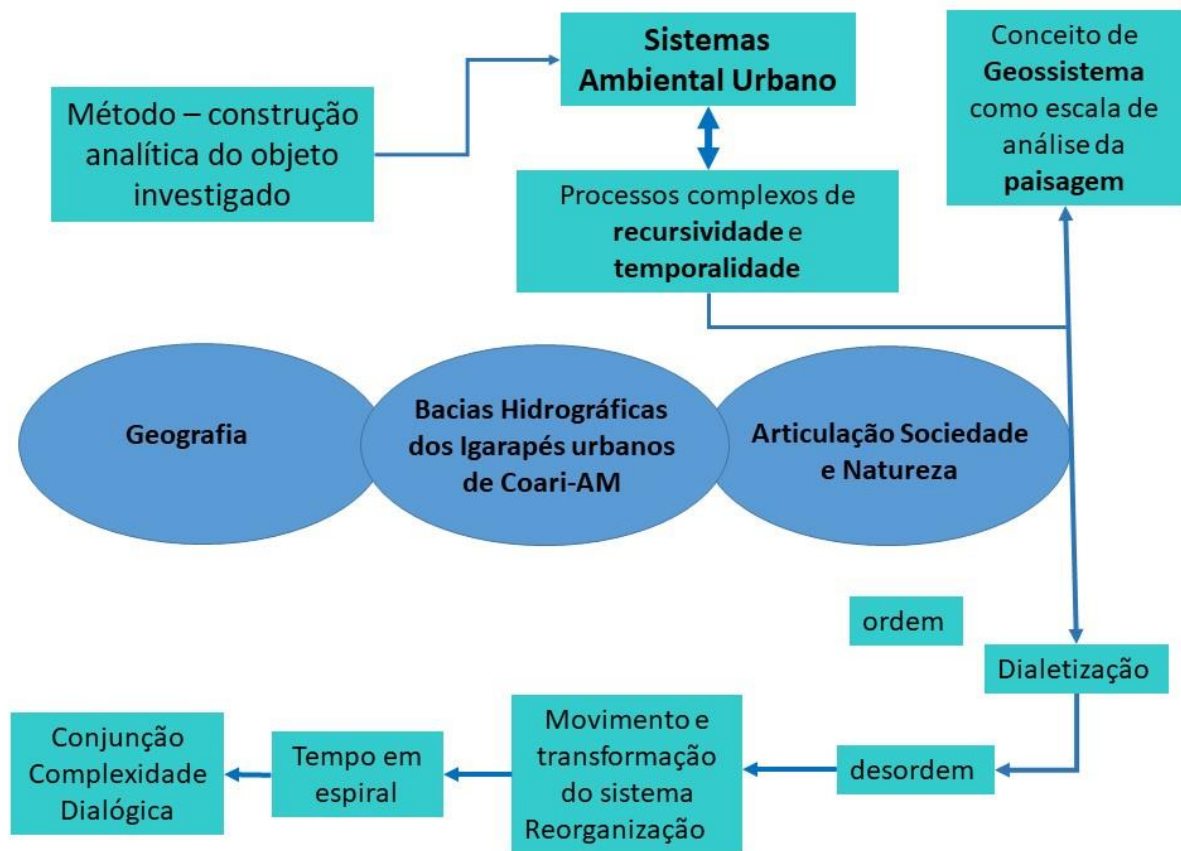 Método – construção
analítica do objeto
investigado
Sistemas
Ambiental Urbano
Processos complexos de
recursividade e
temporalidade
Conceito de
Geossistema
como escala de
análise da
paisagem
Geografia
Bacias Hidrográficas
dos Igarapés urbanos
de Coari-AM
Articulação Sociedade
e Natureza
ordem
Dialetização
desordem
Movimento e
transformação
do sistema
Reorganização
Tempo em
espiral
Conjunção
Complexidade
Dialógica